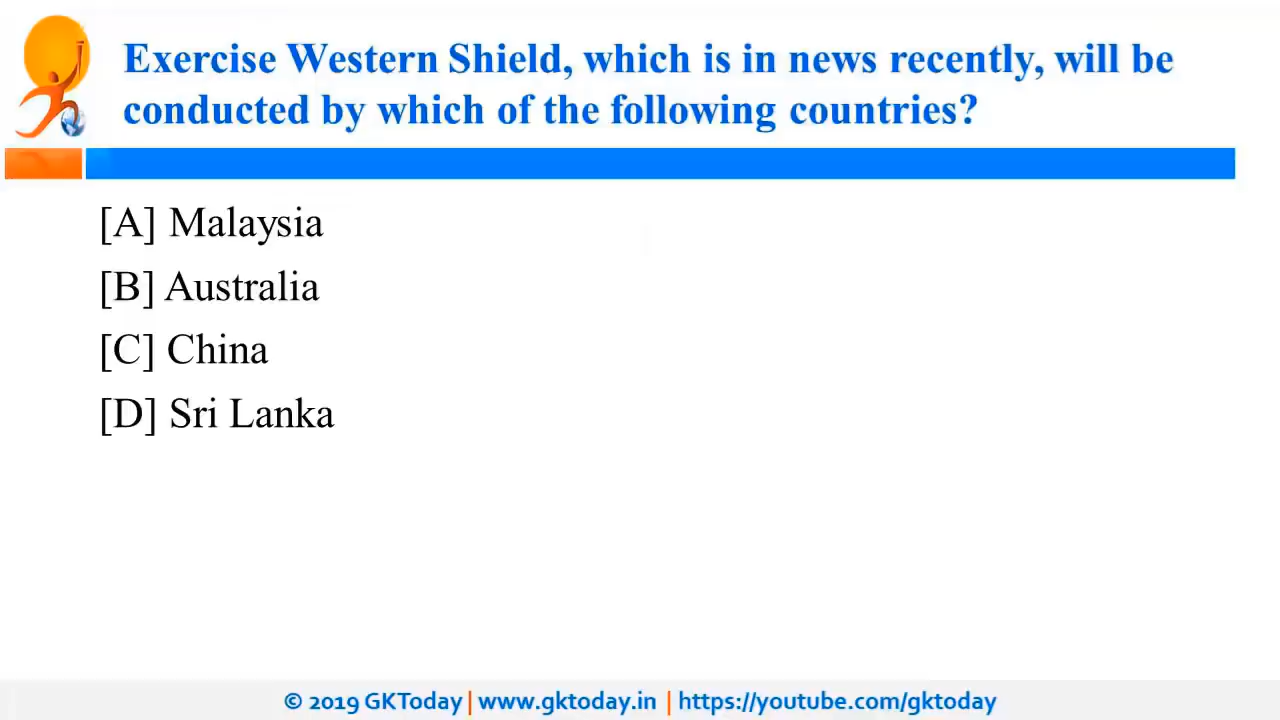 Exercise Western Shield, which is in news recently, will be
conducted by which of the following countries?
[A] Malaysia
[B] Australia
[C] China
[D] Sri Lanka
© 2019 GKToday | www.gktoday.in | https://youtube.com/gktoday